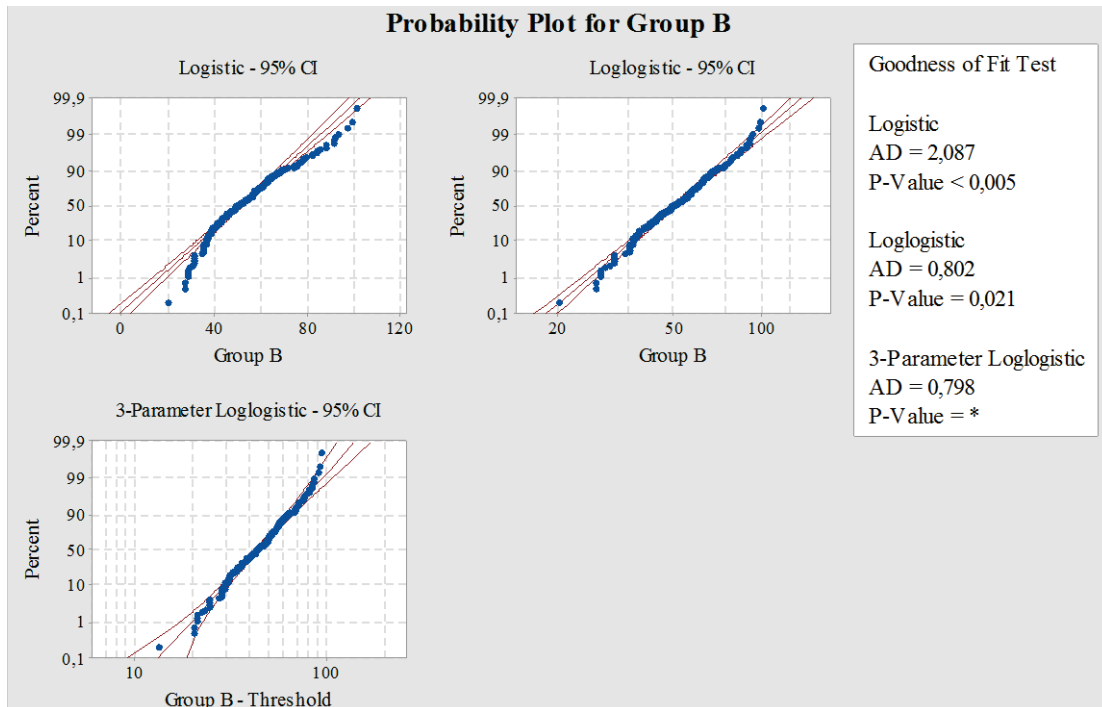 Probability Plot for Group B
Logistic - 95% CI
99,9
99
90
50
10
1
0,1
Percent
0 40 80 120
Group B
Loglogistic - 95% CI
99,9
99
90
50
10
1
0,1
Percent
20 50 100
Group B
3-Parameter Loglogistic - 95% CI
99,9
99
90
50
10
1
0,1
Percent
10 100
Group B - Threshold
Goodness of Fit Test
Logistic
AD = 2,087
P-Value < 0,005
Loglogistic
AD = 0,802
P-Value = 0,021
3-Parameter Loglogistic
AD = 0,798
P-Value = *